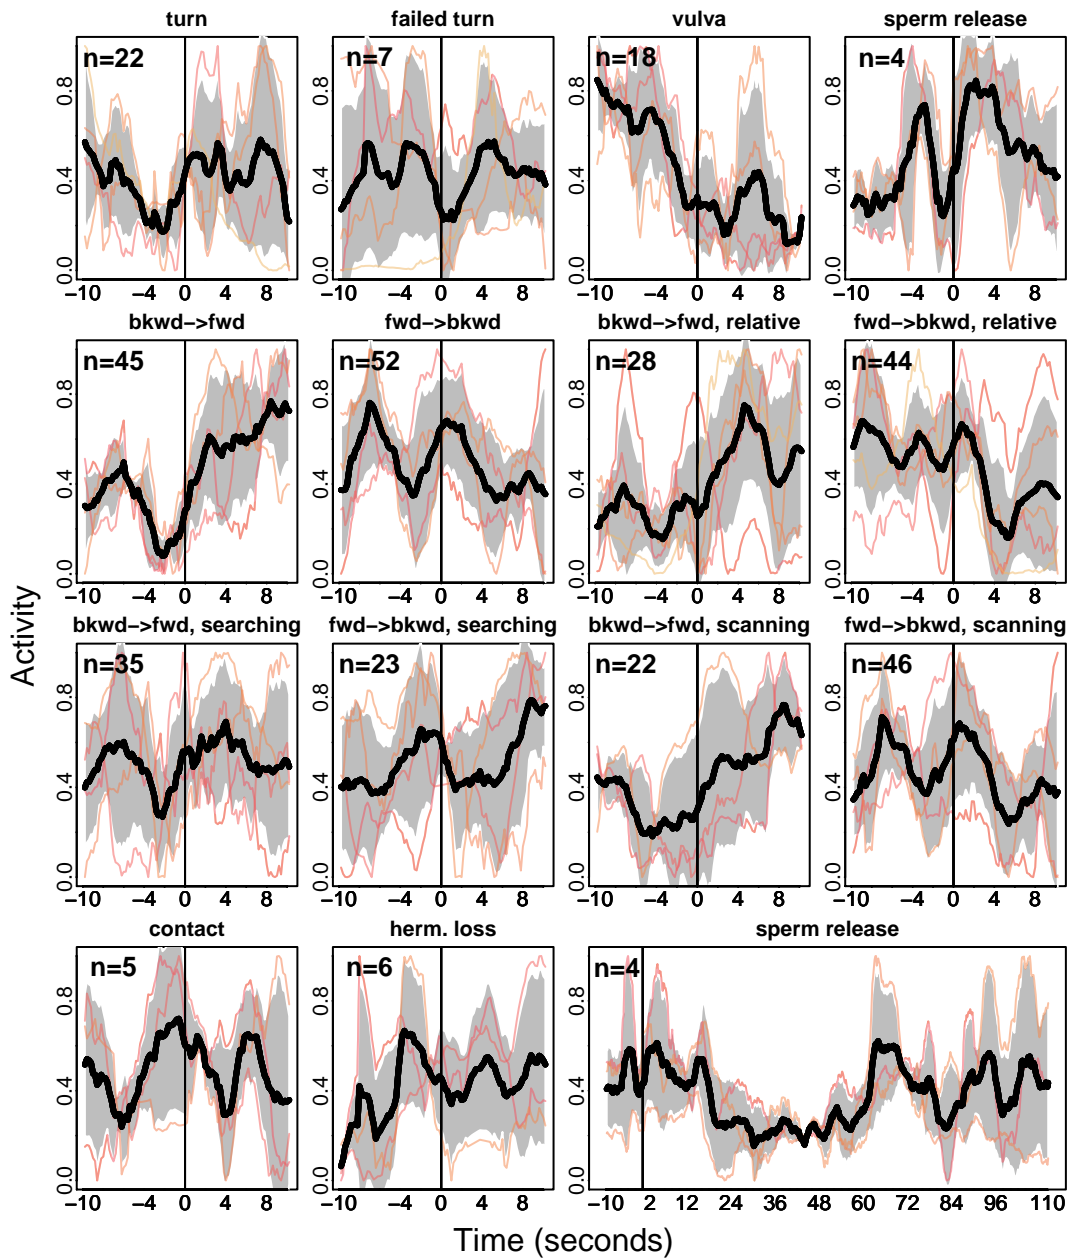 turn failed turn vulva sperm release
n=22 n=7 n=18 n=4
0.0 0.4 0.8 0.0 0.4 0.8 0.0 0.4 0.8 0.0 0.4 0.8
−10 −4 0 4 8 −10 −4 0 4 8 −10 −4 0 4 8 −10 −4 0 4 8
bkwd−>fwd fwd−>bkwd bkwd−>fwd, relative fwd−>bkwd, relative
n=45 n=52 n=28 n=44
0.0 0.4 0.8 0.0 0.4 0.8 0.0 0.4 0.8 0.0 0.4 0.8
−10 −4 0 4 8 −10 −4 0 4 8 −10 −4 0 4 8 −10 −4 0 4 8
Activity
bkwd−>fwd, searching fwd−>bkwd, searching bkwd−>fwd, scanning fwd−>bkwd, scanning
n=35 n=23 n=22 n=46
0.0 0.4 0.8 0.0 0.4 0.8 0.0 0.4 0.8 0.0 0.4 0.8
−10 −4 0 4 8 −10 −4 0 4 8 −10 −4 0 4 8 −10 −4 0 4 8
contact herm. loss sperm release
n=5 n=6 n=4
0.0 0.4 0.8 0.0 0.4 0.8 0.0 0.4 0.8
−10 −4 0 4 8 −10 −4 0 4 8 −10 2 12 24 36 48 60 72 84 96 110
Time (seconds)